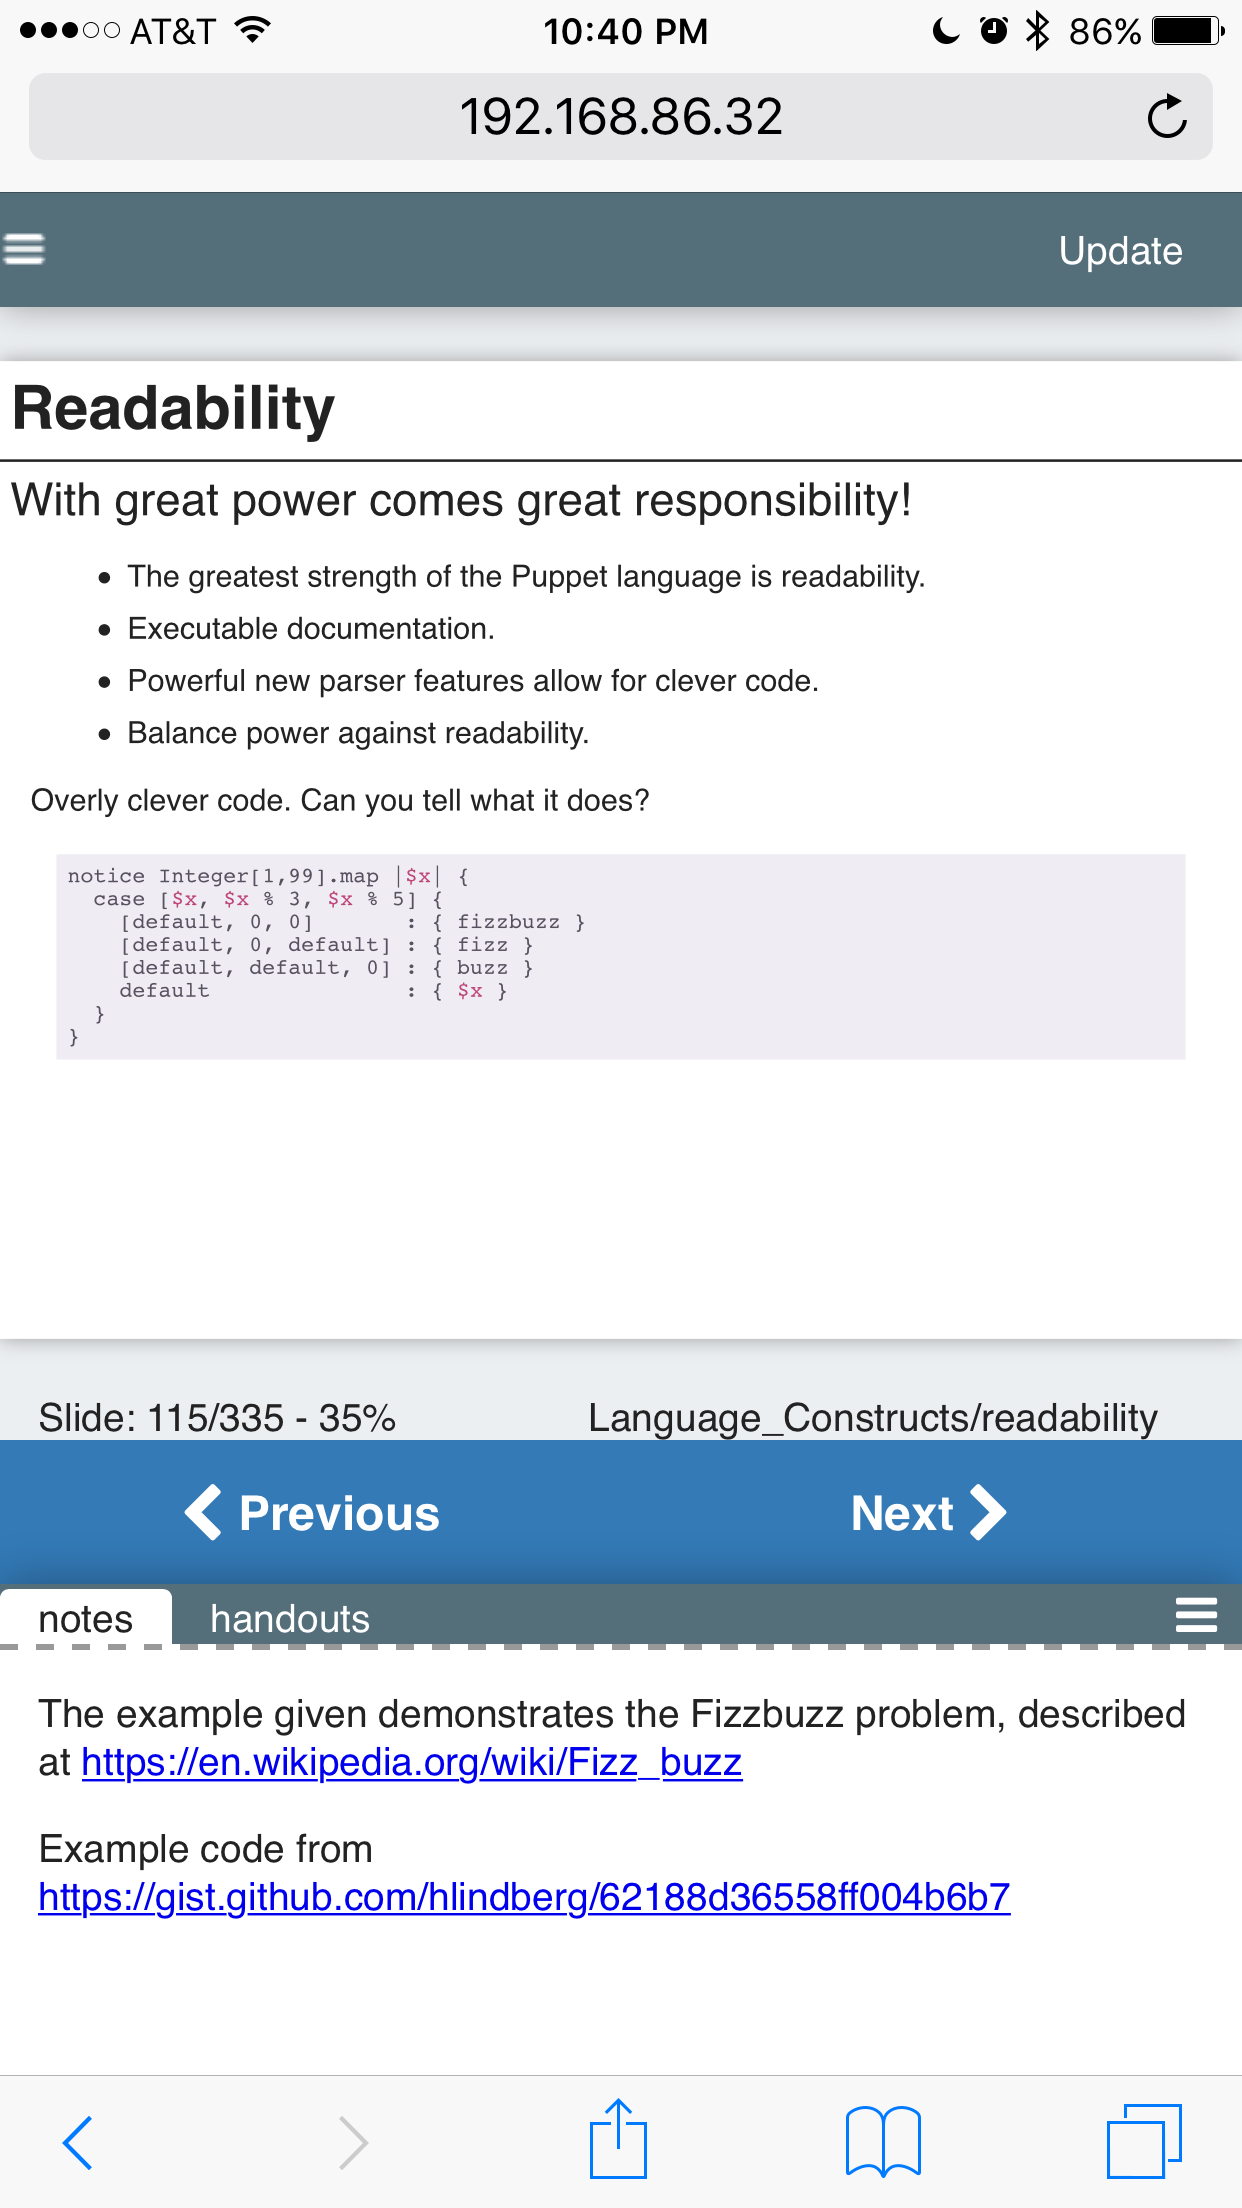 AT&T 10:40 PM 86%
192.168.86.32
Update
Readability
With great power comes great responsibility!
• The greatest strength of the Puppet language is readability.
• Executable documentation.
• Powerful new parser features allow for clever code.
• Balance power against readability.
Overly clever code. Can you tell what it does?
notice Integer[1,99].map |$x| {
  case [$x, $x % 3, $x % 5] {
    [default, 0, 0]       : { fizzbuzz }
    [default, 0, default] : { fizz }
    [default, default, 0] : { buzz }
    default               : { $x }
  }
}
Slide: 115/335 - 35% Language_Constructs/readability
Previous Next
notes handouts
The example given demonstrates the Fizzbuzz problem, described
at https://en.wikipedia.org/wiki/Fizz_buzz
Example code from
https://gist.github.com/hlindberg/62188d36558ff004b6b7